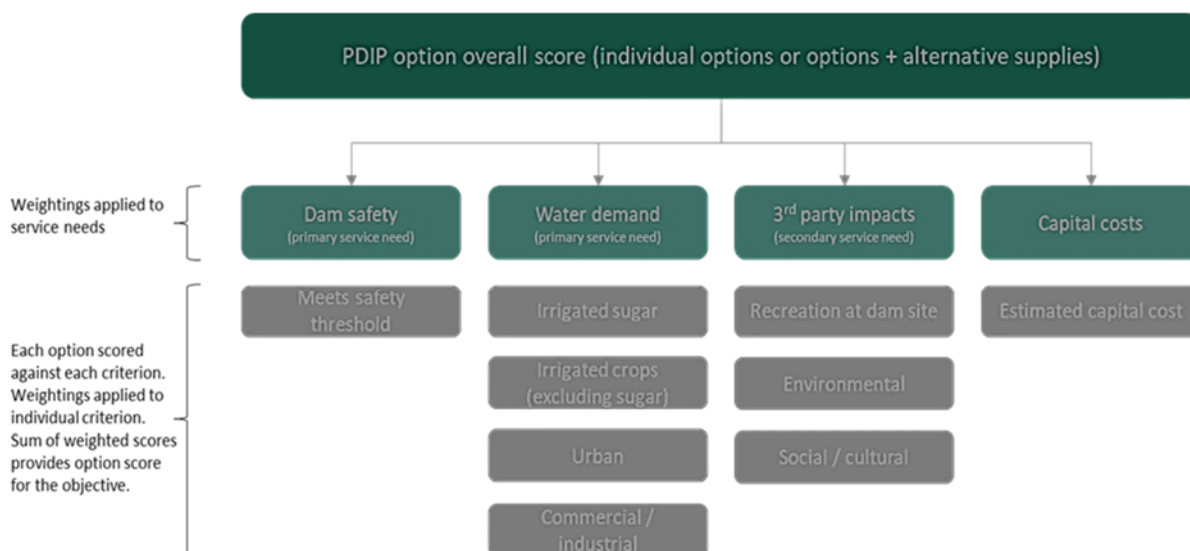 PDIP option overall score (individual options or options + alternative supplies)
Weightings applied to
service needs
Dam safety
(primary service need)
Water demand
(primary service need)
3rd party impacts
(secondary service need)
Capital costs
Each option scored
against each criterion.
Weightings applied to
individual criterion.
Sum of weighted scores
provides option score
for the objective.
Meets safety
threshold
Irrigated sugar
Irrigated crops
(excluding sugar)
Urban
Commercial /
industrial
Recreation at dam site
Environmental
Social / cultural
Estimated capital cost